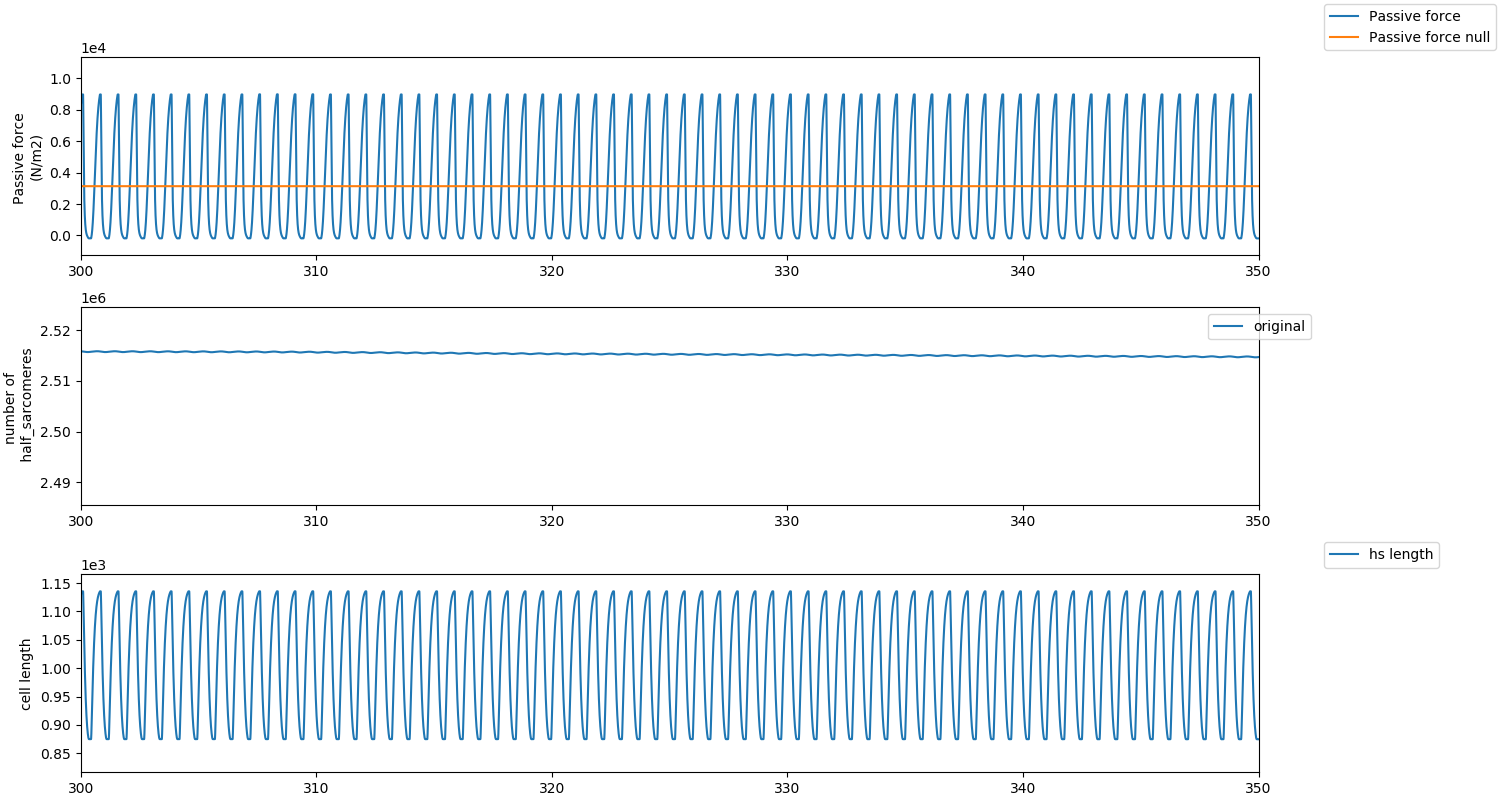 Passive force
Passive force null
1e4
1.0
0.8
0.6
0.4
0.2
0.0
Passive force
(N/m2)
300
310
320
330
340
350
1e6
original
2.52
2.51
2.50
2.49
number of
half_sarcomeres
300
310
320
330
340
350
hs length
1e3
1.15
1.10
1.05
1.00
0.95
0.90
0.85
cell length
300
310
320
330
340
350